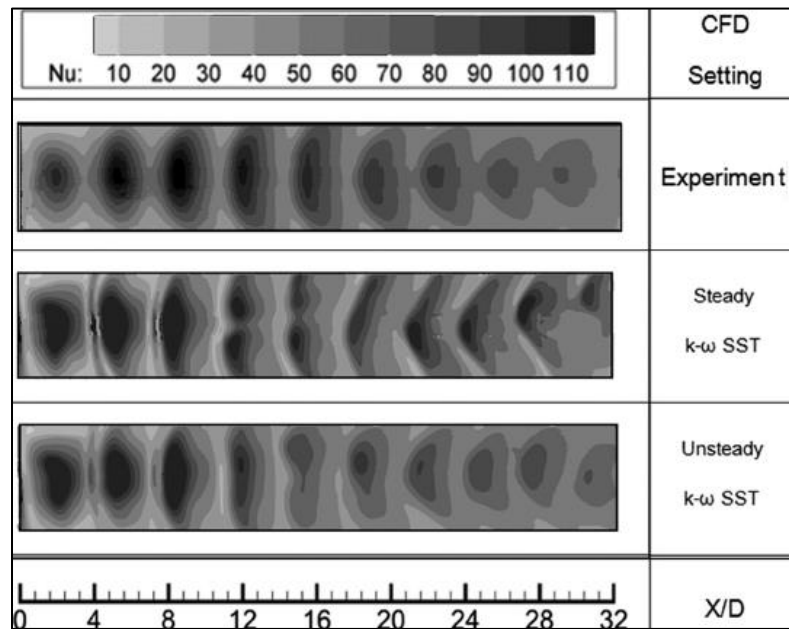 CFD
Setting
Nu: 10 20 30 40 50 60 70 80 90 100 110
Experiment
Steady
k-ω SST
Unsteady
k-ω SST
0 4 8 12 16 20 24 28 32
X/D